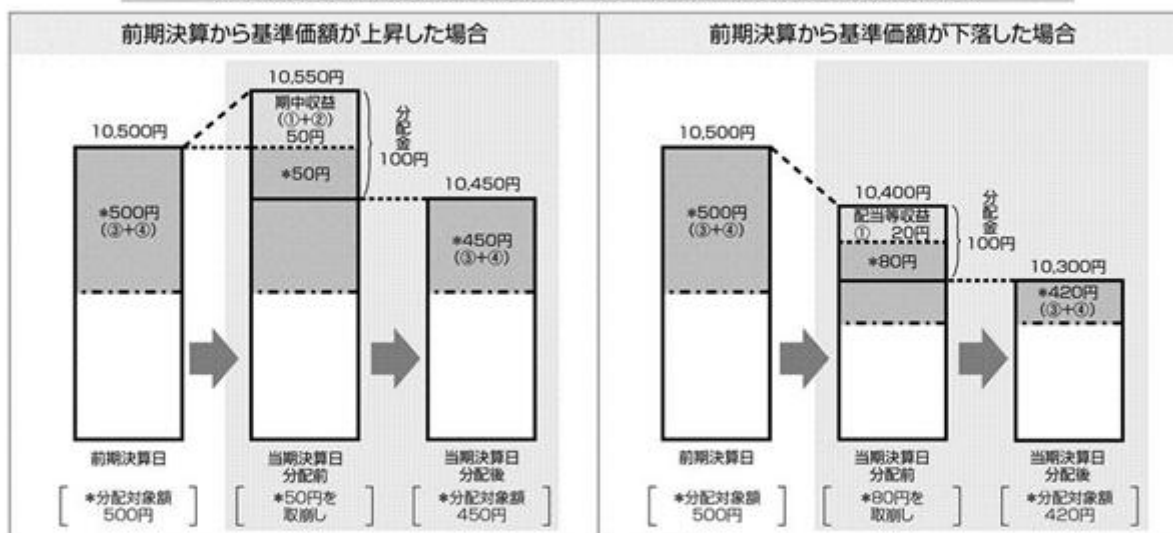 前期決算から基準価額が上昇した場合
10,550円
期中収益
(①+②)
50円
10,500円
分配金
100円
*50円
10,450円
*500円
(③+④)
*450円
(③+④)
前期決算日
当期決算日
分配前
当期決算日
分配後
*分配対象額
500円
*50円を
取崩し
*分配対象額
450円
前期決算から基準価額が下落した場合
10,500円
10,400円
配当等収益
① 20円
分配金
100円
*500円
(③+④)
*80円
10,300円
*420円
(③+④)
前期決算日
当期決算日
分配前
当期決算日
分配後
*分配対象額
500円
*80円を
取崩し
*分配対象額
420円